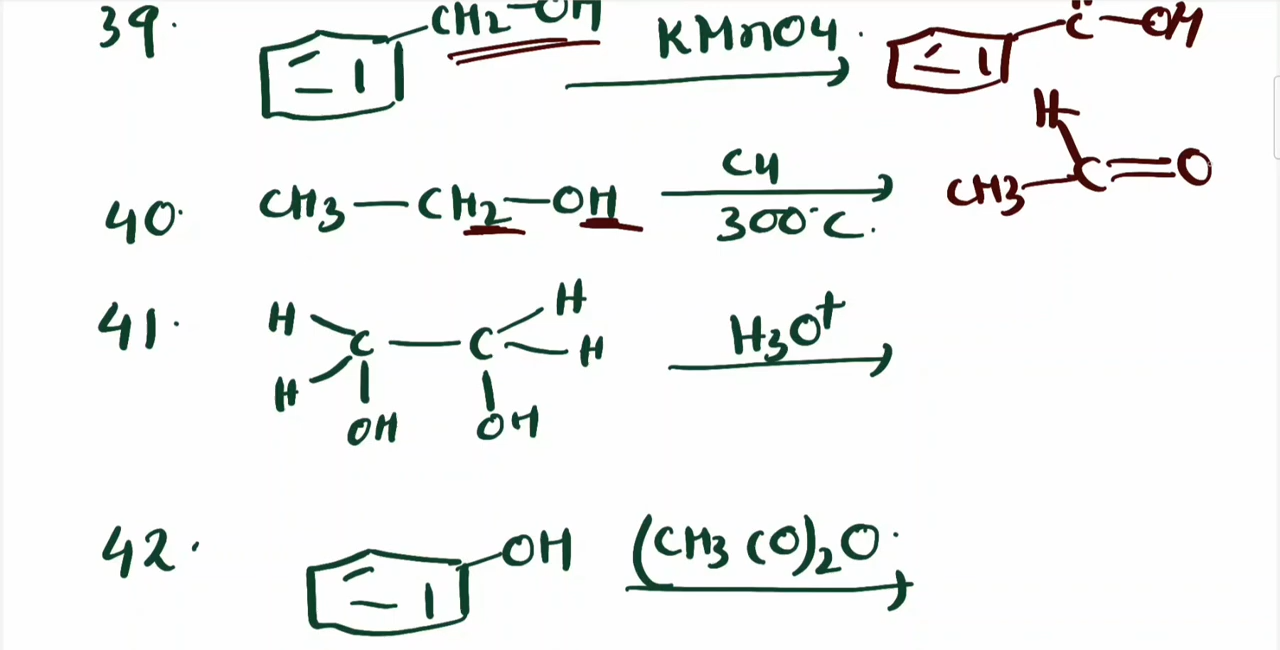 39. CH2-OH KMnO4. C-OH
40. CH3-CH2-OH Cu 300°C. CH3 H C=O
41. H H C-C H H OH OH H3O+
42. OH (CH3CO)2O.